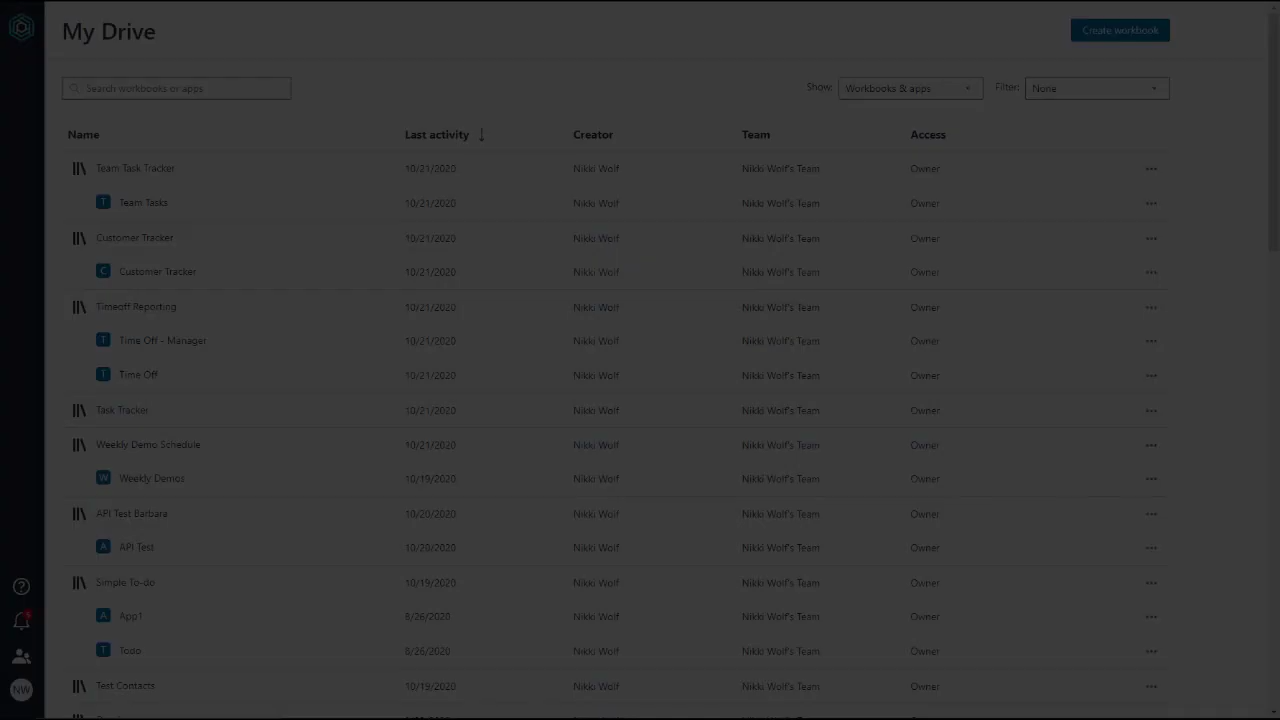 My Drive
Create workbook
Search workbooks or apps
Show: Workbooks & apps Filter: None
Name Last activity ↓ Creator Team Access
Team Task Tracker 10/21/2020 Nikki Wolf Nikki Wolf's Team Owner ...
T Team Tasks 10/21/2020 Nikki Wolf Nikki Wolf's Team Owner ...
Customer Tracker 10/21/2020 Nikki Wolf Nikki Wolf's Team Owner ...
C Customer Tracker 10/21/2020 Nikki Wolf Nikki Wolf's Team Owner ...
Timeoff Reporting 10/21/2020 Nikki Wolf Nikki Wolf's Team Owner ...
T Time Off - Manager 10/21/2020 Nikki Wolf Nikki Wolf's Team Owner ...
T Time Off 10/21/2020 Nikki Wolf Nikki Wolf's Team Owner ...
Task Tracker 10/21/2020 Nikki Wolf Nikki Wolf's Team Owner ...
Weekly Demo Schedule 10/21/2020 Nikki Wolf Nikki Wolf's Team Owner ...
W Weekly Demos 10/19/2020 Nikki Wolf Nikki Wolf's Team Owner ...
API Test Barbara 10/20/2020 Nikki Wolf Nikki Wolf's Team Owner ...
A API Test 10/20/2020 Nikki Wolf Nikki Wolf's Team Owner ...
Simple To-do 10/19/2020 Nikki Wolf Nikki Wolf's Team Owner ...
A App1 8/26/2020 Nikki Wolf Nikki Wolf's Team Owner ...
T Todo 8/26/2020 Nikki Wolf Nikki Wolf's Team Owner ...
Test Contacts 10/19/2020 Nikki Wolf Nikki Wolf's Team Owner ...
NW